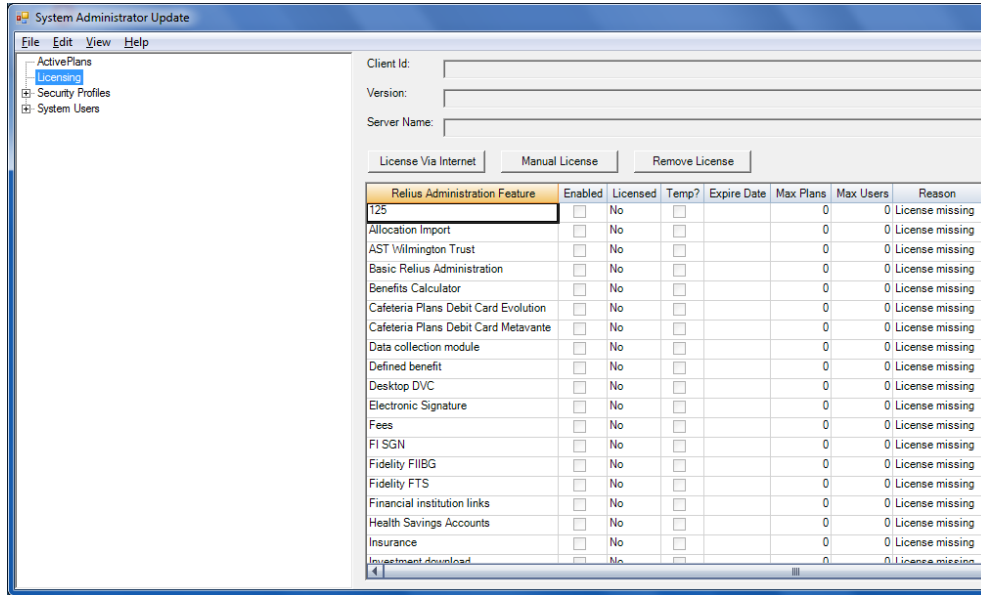 System Administrator Update
File Edit View Help
ActivePlans
Licensing
Security Profiles
System Users
Client Id:
Version:
Server Name:
License Via Internet Manual License Remove License
Relius Administration Feature Enabled Licensed Temp? Expire Date Max Plans Max Users Reason
125 No 0 0 License missing
Allocation Import No 0 0 License missing
AST Wilmington Trust No 0 0 License missing
Basic Relius Administration No 0 0 License missing
Benefits Calculator No 0 0 License missing
Cafeteria Plans Debit Card Evolution No 0 0 License missing
Cafeteria Plans Debit Card Metavante No 0 0 License missing
Data collection module No 0 0 License missing
Defined benefit No 0 0 License missing
Desktop DVC No 0 0 License missing
Electronic Signature No 0 0 License missing
Fees No 0 0 License missing
FI SGN No 0 0 License missing
Fidelity FIIBG No 0 0 License missing
Fidelity FTS No 0 0 License missing
Financial institution links No 0 0 License missing
Health Savings Accounts No 0 0 License missing
Insurance No 0 0 License missing
Investment download No 0 0 License missing